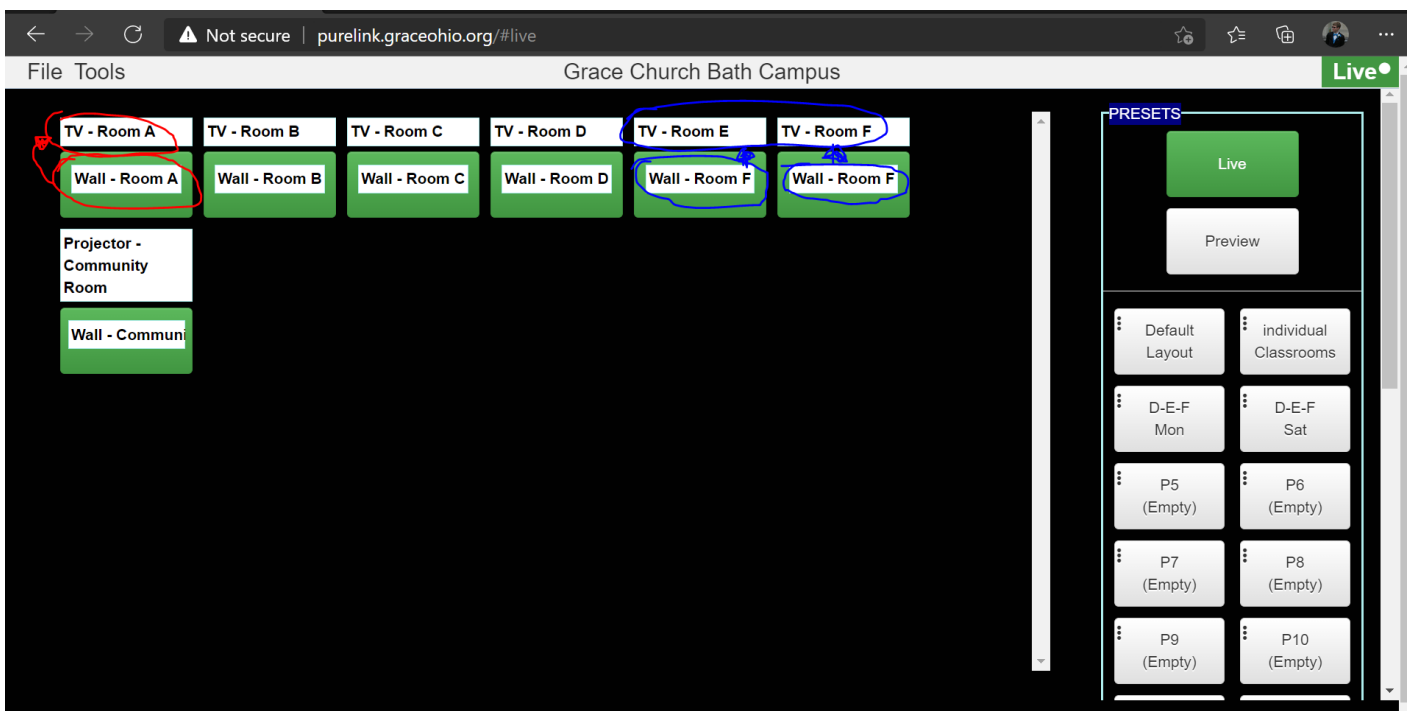 Not secure | purelink.graceohio.org/#live
File Tools
Grace Church Bath Campus
Live
TV - Room A
TV - Room B
TV - Room C
TV - Room D
TV - Room E
TV - Room F
Wall - Room A
Wall - Room B
Wall - Room C
Wall - Room D
Wall - Room F
Wall - Room F
Projector -
Community
Room
Wall - Communi
PRESETS
Live
Preview
Default
Layout
individual
Classrooms
D-E-F
Mon
D-E-F
Sat
P5
(Empty)
P6
(Empty)
P7
(Empty)
P8
(Empty)
P9
(Empty)
P10
(Empty)